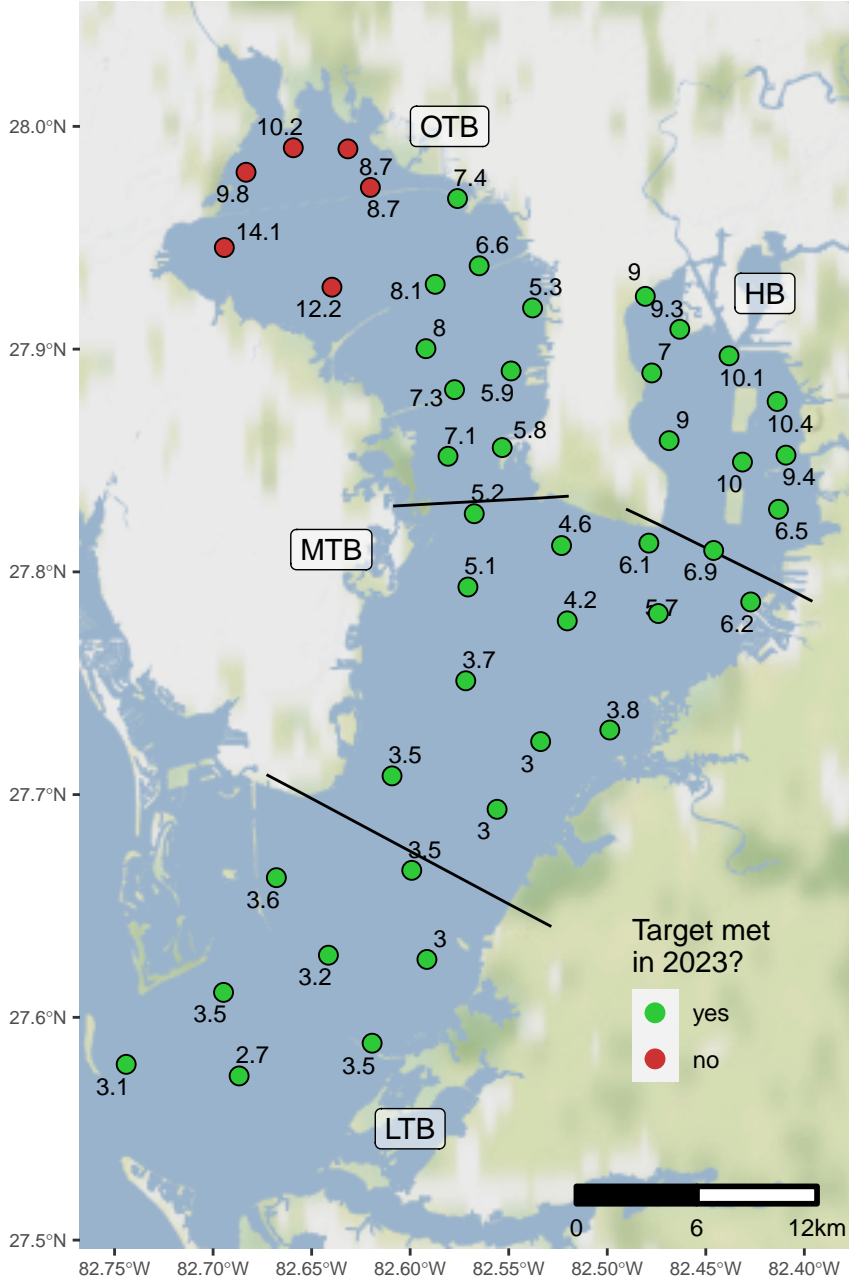 28.0°N
OTB
10.2
8.7
9.8
8.7
7.4
14.1
6.6
12.2
8.1
5.3
9
HB
9.3
27.9°N
8
7
10.1
7.3
5.9
10.4
7.1
5.8
9
10
9.4
5.2
6.5
MTB
4.6
6.1
6.9
27.8°N
5.1
4.2
5.7
6.2
3.7
3.8
3.5
3
27.7°N
3
3.5
3.6
3.2
3
Target met
in 2023?
yes
no
3.5
27.6°N
3.1
2.7
3.5
LTB
0
6
12km
27.5°N
82.75°W
82.70°W
82.65°W
82.60°W
82.55°W
82.50°W
82.45°W
82.40°W